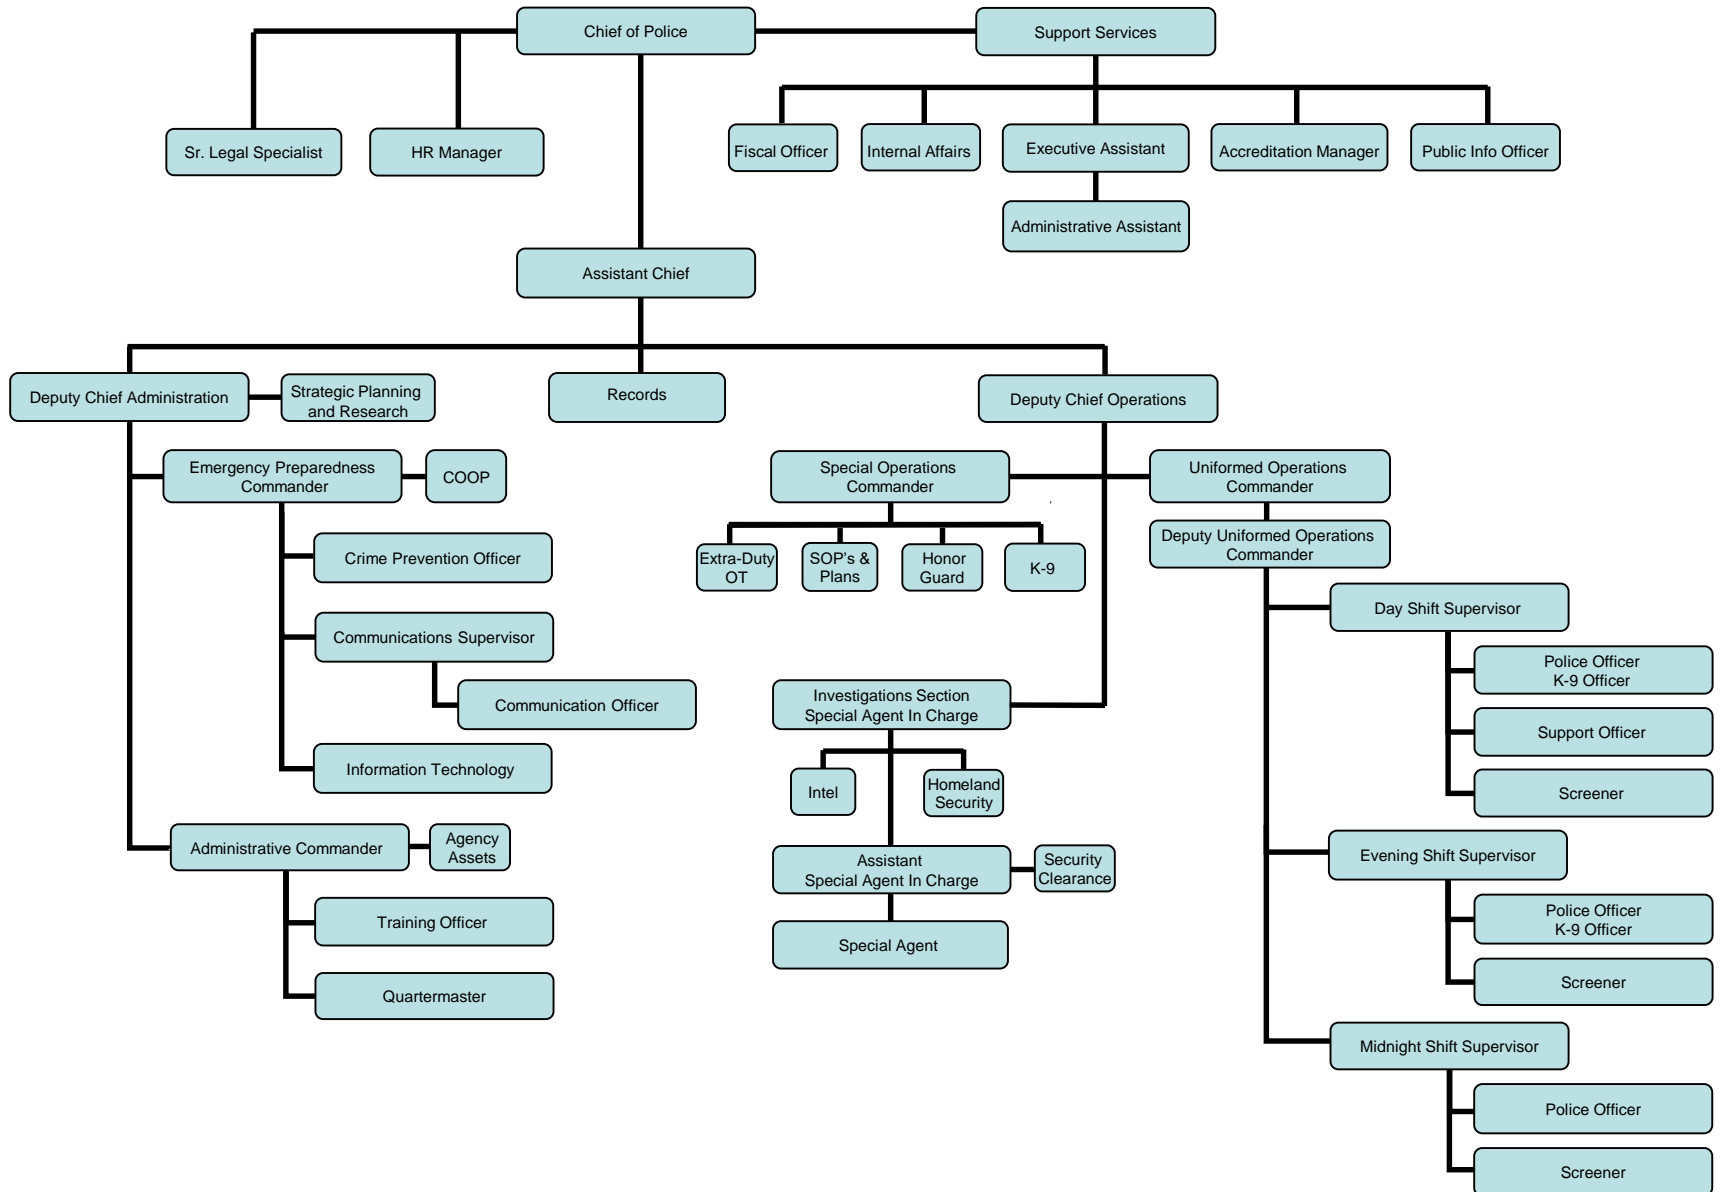 Chief of Police
Support Services
Sr. Legal Specialist
HR Manager
Fiscal Officer
Internal Affairs
Executive Assistant
Accreditation Manager
Public Info Officer
Administrative Assistant
Assistant Chief
Deputy Chief Administration
Strategic Planning
and Research
Records
Deputy Chief Operations
Emergency Preparedness
Commander
COOP
Crime Prevention Officer
Communications Supervisor
Communication Officer
Information Technology
Administrative Commander
Agency
Assets
Training Officer
Quartermaster
Special Operations
Commander
Extra-Duty
OT
SOP's &
Plans
Honor
Guard
K-9
Investigations Section
Special Agent In Charge
Intel
Homeland
Security
Assistant
Special Agent In Charge
Security
Clearance
Special Agent
Uniformed Operations
Commander
Deputy Uniformed Operations
Commander
Day Shift Supervisor
Police Officer
K-9 Officer
Support Officer
Screener
Evening Shift Supervisor
Police Officer
K-9 Officer
Screener
Midnight Shift Supervisor
Police Officer
Screener